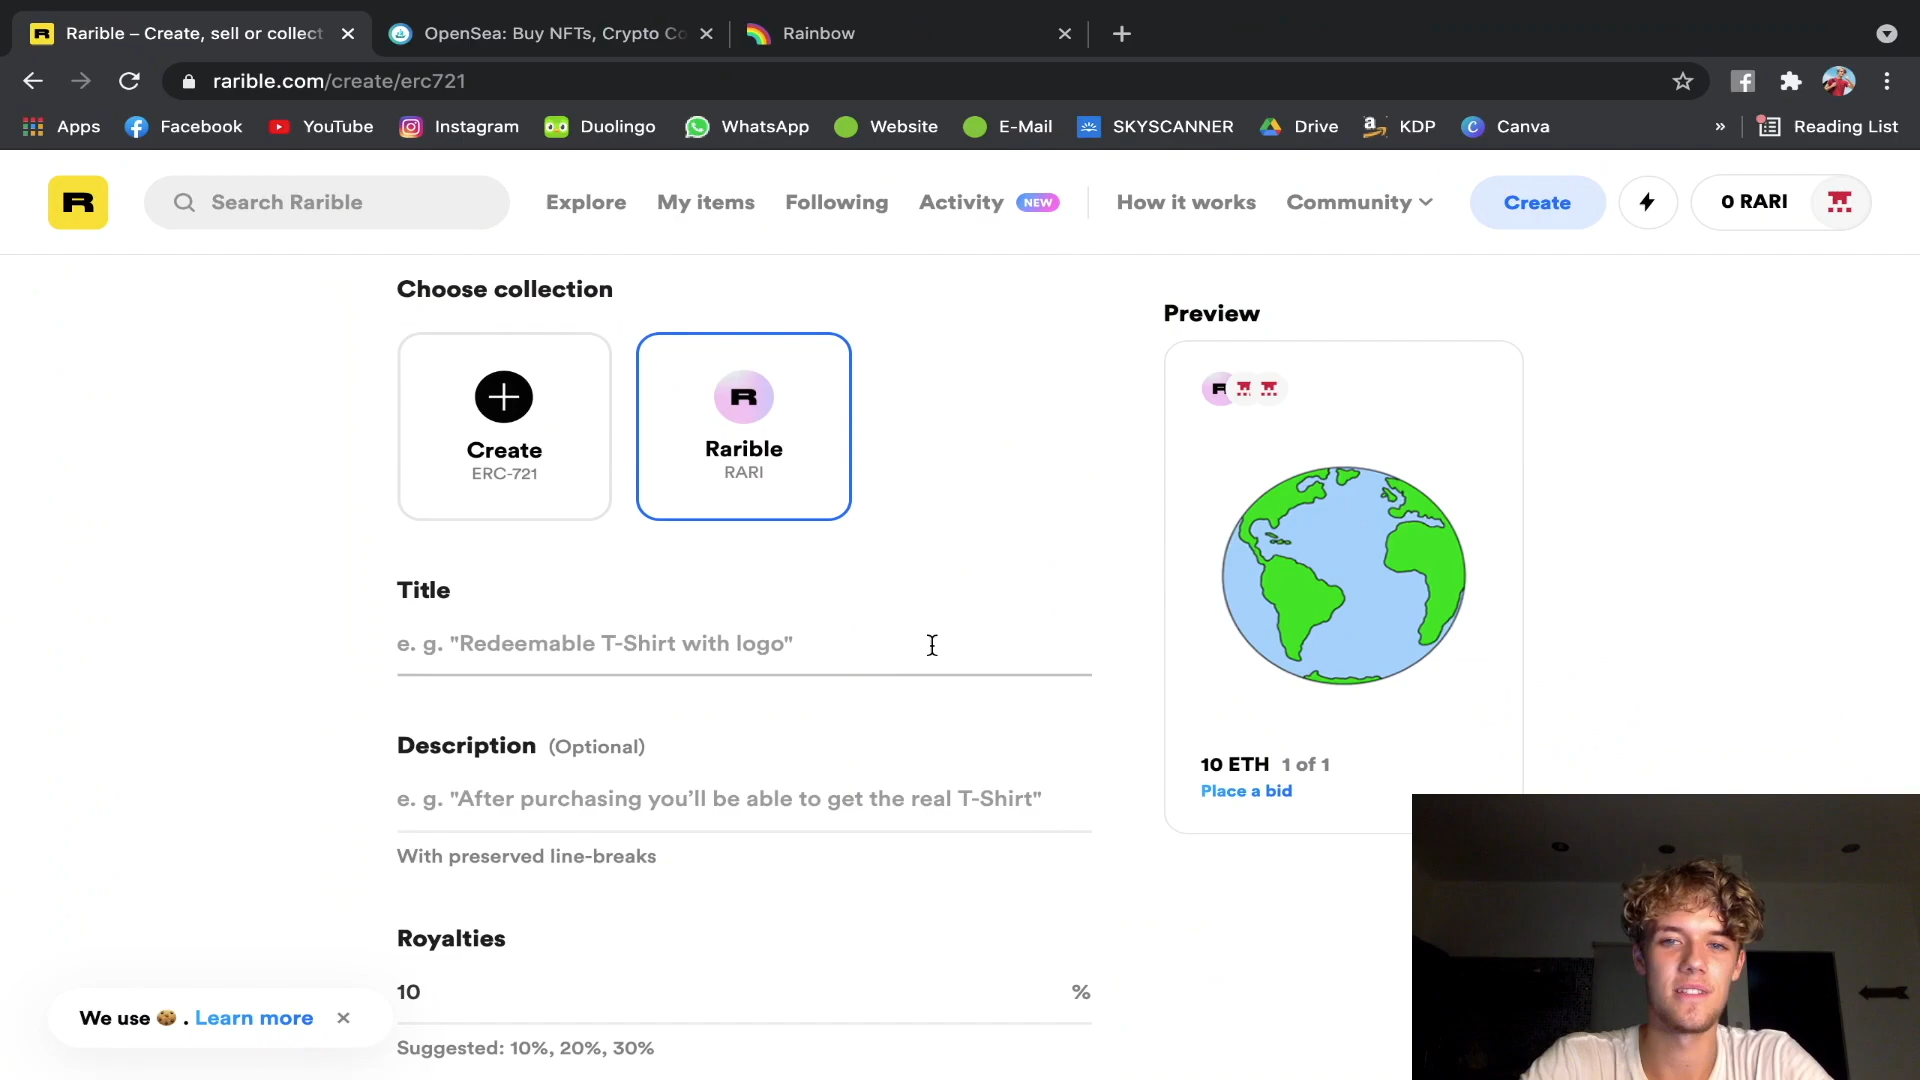 Rarible – Create, sell or collect
OpenSea: Buy NFTs, Crypto Co
Rainbow
rarible.com/create/erc721
Apps
Facebook
YouTube
Instagram
Duolingo
WhatsApp
Website
E-Mail
SKYSCANNER
Drive
KDP
Canva
Reading List
R
Search Rarible
Explore
My items
Following
Activity NEW
How it works
Community
Create
0 RARI
Choose collection
Preview
Create
ERC-721
R
Rarible
RARI
Title
e. g. "Redeemable T-Shirt with logo"
Description (Optional)
e. g. "After purchasing you’ll be able to get the real T-Shirt"
With preserved line-breaks
10 ETH 1 of 1
Place a bid
Royalties
10 %
Suggested: 10%, 20%, 30%
We use 🍪 . Learn more